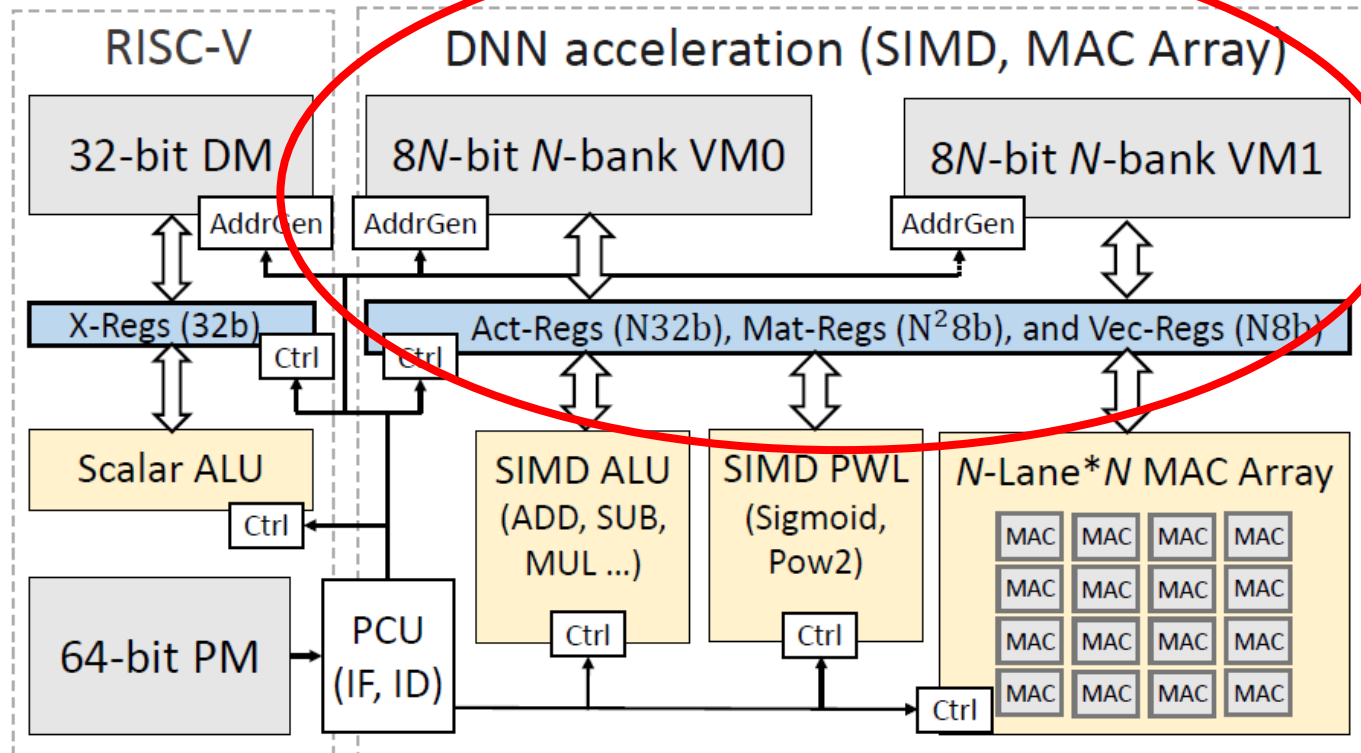 RISC-V
DNN acceleration (SIMD, MAC Array)
32-bit DM
8N-bit N-bank VM0
8N-bit N-bank VM1
AddrGen
AddrGen
AddrGen
X-Regs (32b)
Act-Regs (N32b), Mat-Regs (N²8b), and Vec-Regs (N8b)
Ctrl
Ctrl
Scalar ALU
Ctrl
SIMD ALU
(ADD, SUB,
MUL ...)
Ctrl
SIMD PWL
(Sigmoid,
Pow2)
Ctrl
N-Lane*N MAC Array
MAC MAC MAC MAC
MAC MAC MAC MAC
MAC MAC MAC MAC
MAC MAC MAC MAC
Ctrl
64-bit PM
PCU
(IF, ID)